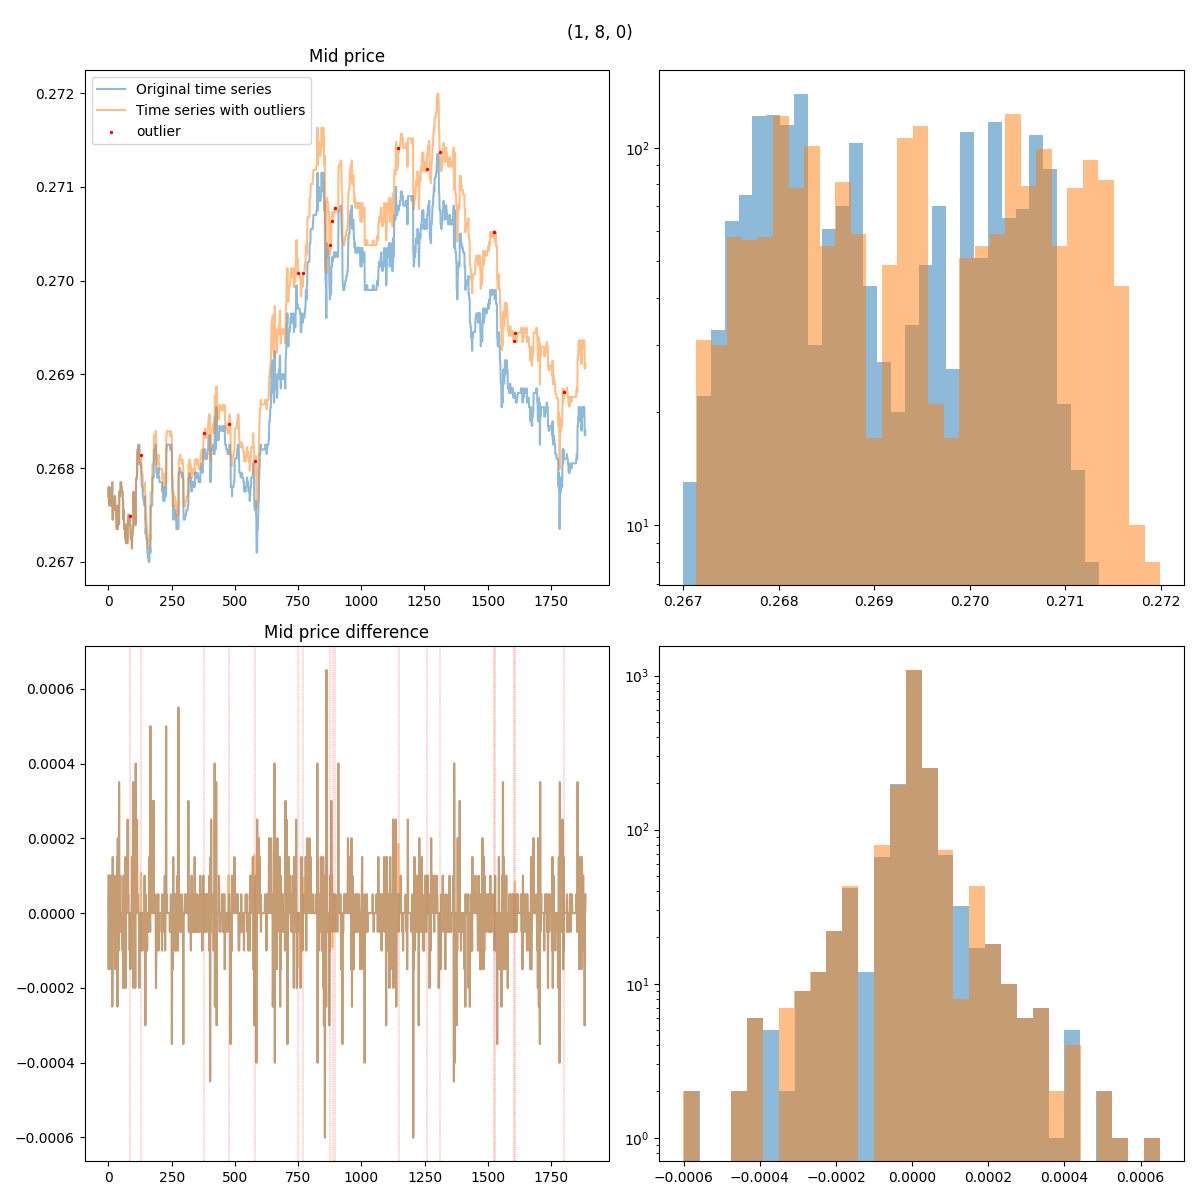 (1, 8, 0)
Mid price
Original time series
Time series with outliers
outlier
0.272
0.271
0.270
0.269
0.268
0.267
0 250 500 750 1000 1250 1500 1750
10²
10¹
0.267 0.268 0.269 0.270 0.271 0.272
Mid price difference
0.0006
0.0004
0.0002
0.0000
−0.0002
−0.0004
−0.0006
0 250 500 750 1000 1250 1500 1750
10³
10²
10¹
10⁰
−0.0006 −0.0004 −0.0002 0.0000 0.0002 0.0004 0.0006